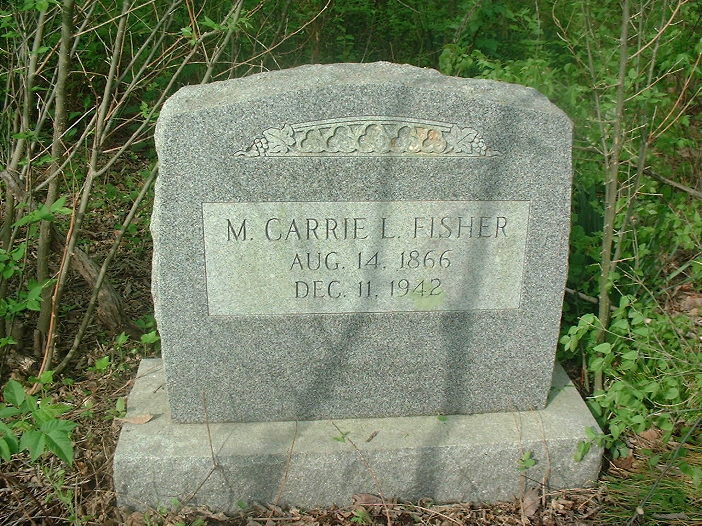 M. CARRIE L. FISHER
AUG. 14, 1866
DEC. 11, 1942